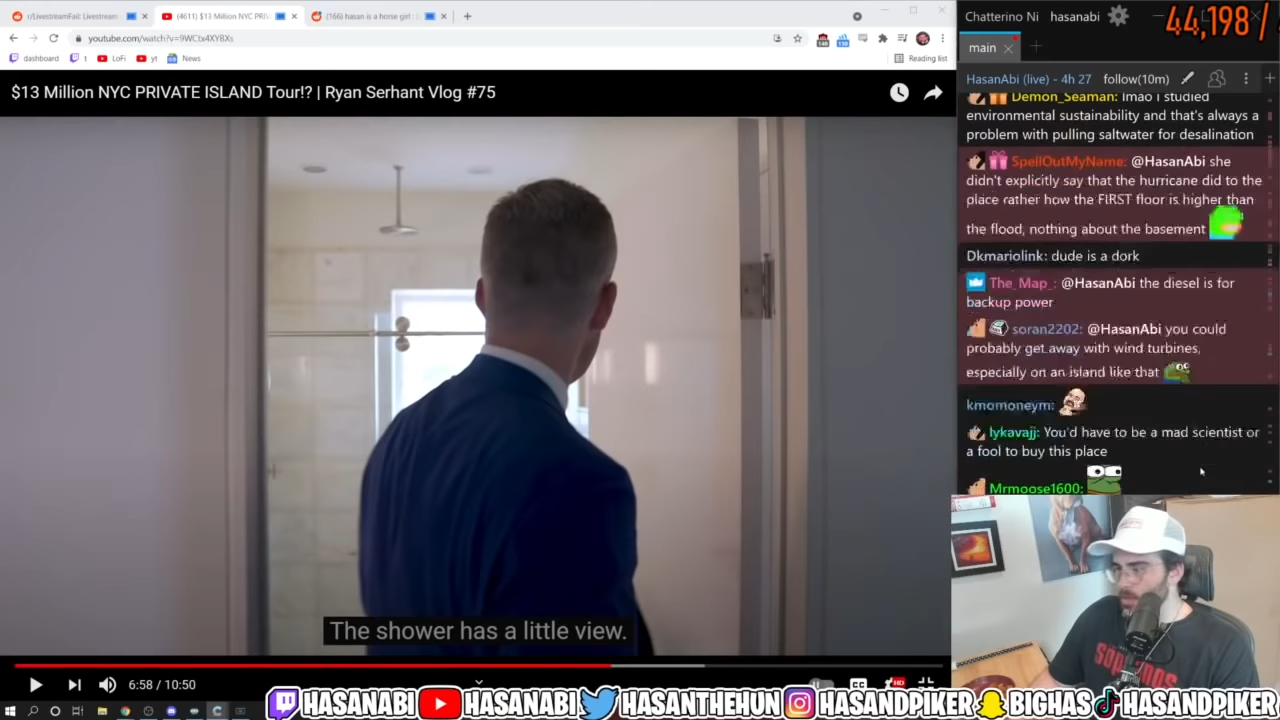 r/LivestreamFail: Livestream
(4611) $13 Million NYC PRIV
(166) hasan is a horse girl :
youtube.com/watch?v=9WCtx4XY8Xs
dashboard
t
LoFi
yt
News
Reading list
$13 Million NYC PRIVATE ISLAND Tour!? | Ryan Serhant Vlog #75
The shower has a little view.
6:58 / 10:50
HD
Chatterino Ni
hasanabi
44,198 /
main
HasanAbi (live) - 4h 27
follow(10m)
Demon_Seaman: lmao i studied
environmental sustainability and that's always a
problem with pulling saltwater for desalination
SpellOutMyName: @HasanAbi she
didn't explicitly say that the hurricane did to the
place rather how the FIRST floor is higher than
the flood, nothing about the basement
Dkmariolink: dude is a dork
The_Map_: @HasanAbi the diesel is for
backup power
soran2202: @HasanAbi you could
probably get away with wind turbines,
especially on an island like that
kmomoneym:
lykavajj: You'd have to be a mad scientist or
a fool to buy this place
Mrmoose1600:
HASANABI
HASANABI
HASANTHEHUN
HASANDPIKER
BIGHAS
HASANDPIKER